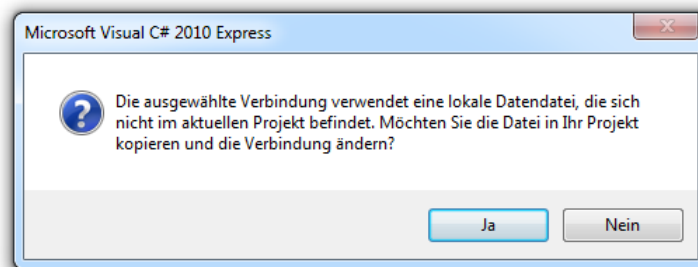 Microsoft Visual C# 2010 Express
Die ausgewählte Verbindung verwendet eine lokale Datendatei, die sich
nicht im aktuellen Projekt befindet. Möchten Sie die Datei in Ihr Projekt
kopieren und die Verbindung ändern?
Ja
Nein